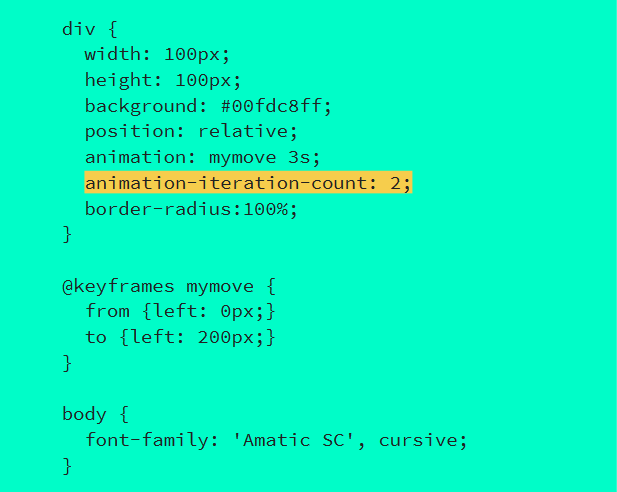 div {
width: 100px;
height: 100px;
background: #00fdc8ff;
position: relative;
animation: mymove 3s;
animation-iteration-count: 2;
border-radius:100%;
}
@keyframes mymove {
from {left: 0px;}
to {left: 200px;}
}
body {
font-family: 'Amatic SC', cursive;
}